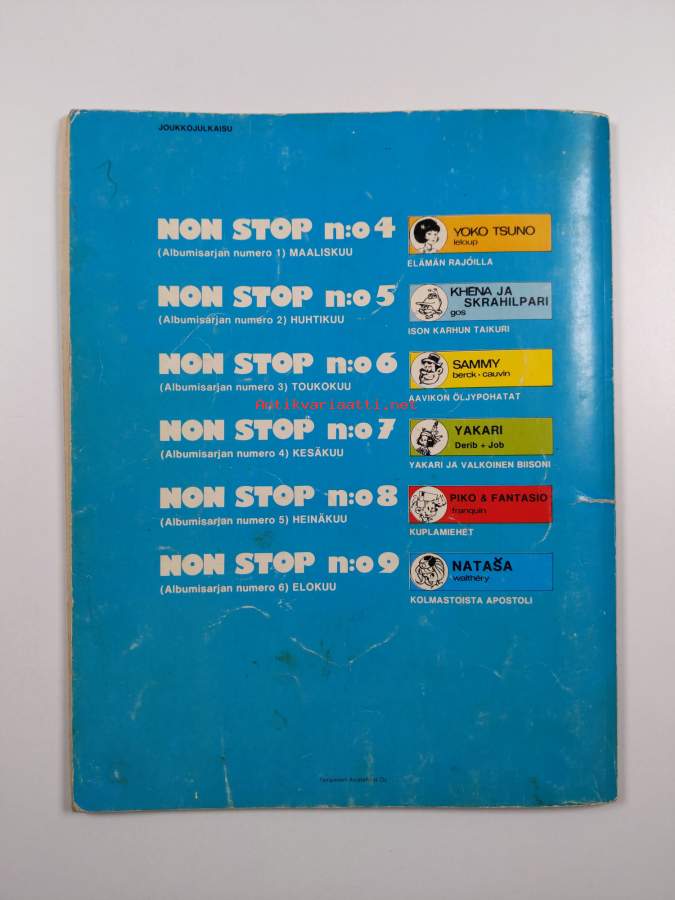 JOUKKOJULKAISU
3
NON STOP n:o 4
(Albumisarjan numero 1) MAALISKUU
YOKO TSUNO
leloup
ELÄMÄN RAJOILLA
NON STOP n:o 5
(Albumisarjan numero 2) HUHTIKUU
KHENA JA
SKRAHILPARI
gos
ISON KARHUN TAIKURI
NON STOP n:o 6
(Albumisarjan numero 3) TOUKOKUU
SAMMY
berck - cauvin
AAVIKON ÖLJYPOHATAT
Antikvariaatti.net
NON STOP n:o 7
(Albumisarjan numero 4) KESÄKUU
YAKARI
Derib + Job
YAKARI JA VALKOINEN BIISONI
NON STOP n:o 8
(Albumisarjan numero 5) HEINÄKUU
PIKO & FANTASIO
franquin
KUPLAMIEHET
NON STOP n:o 9
(Albumisarjan numero 6) ELOKUU
NATAŠA
walthéry
KOLMASTOISTA APOSTOLI
Oy